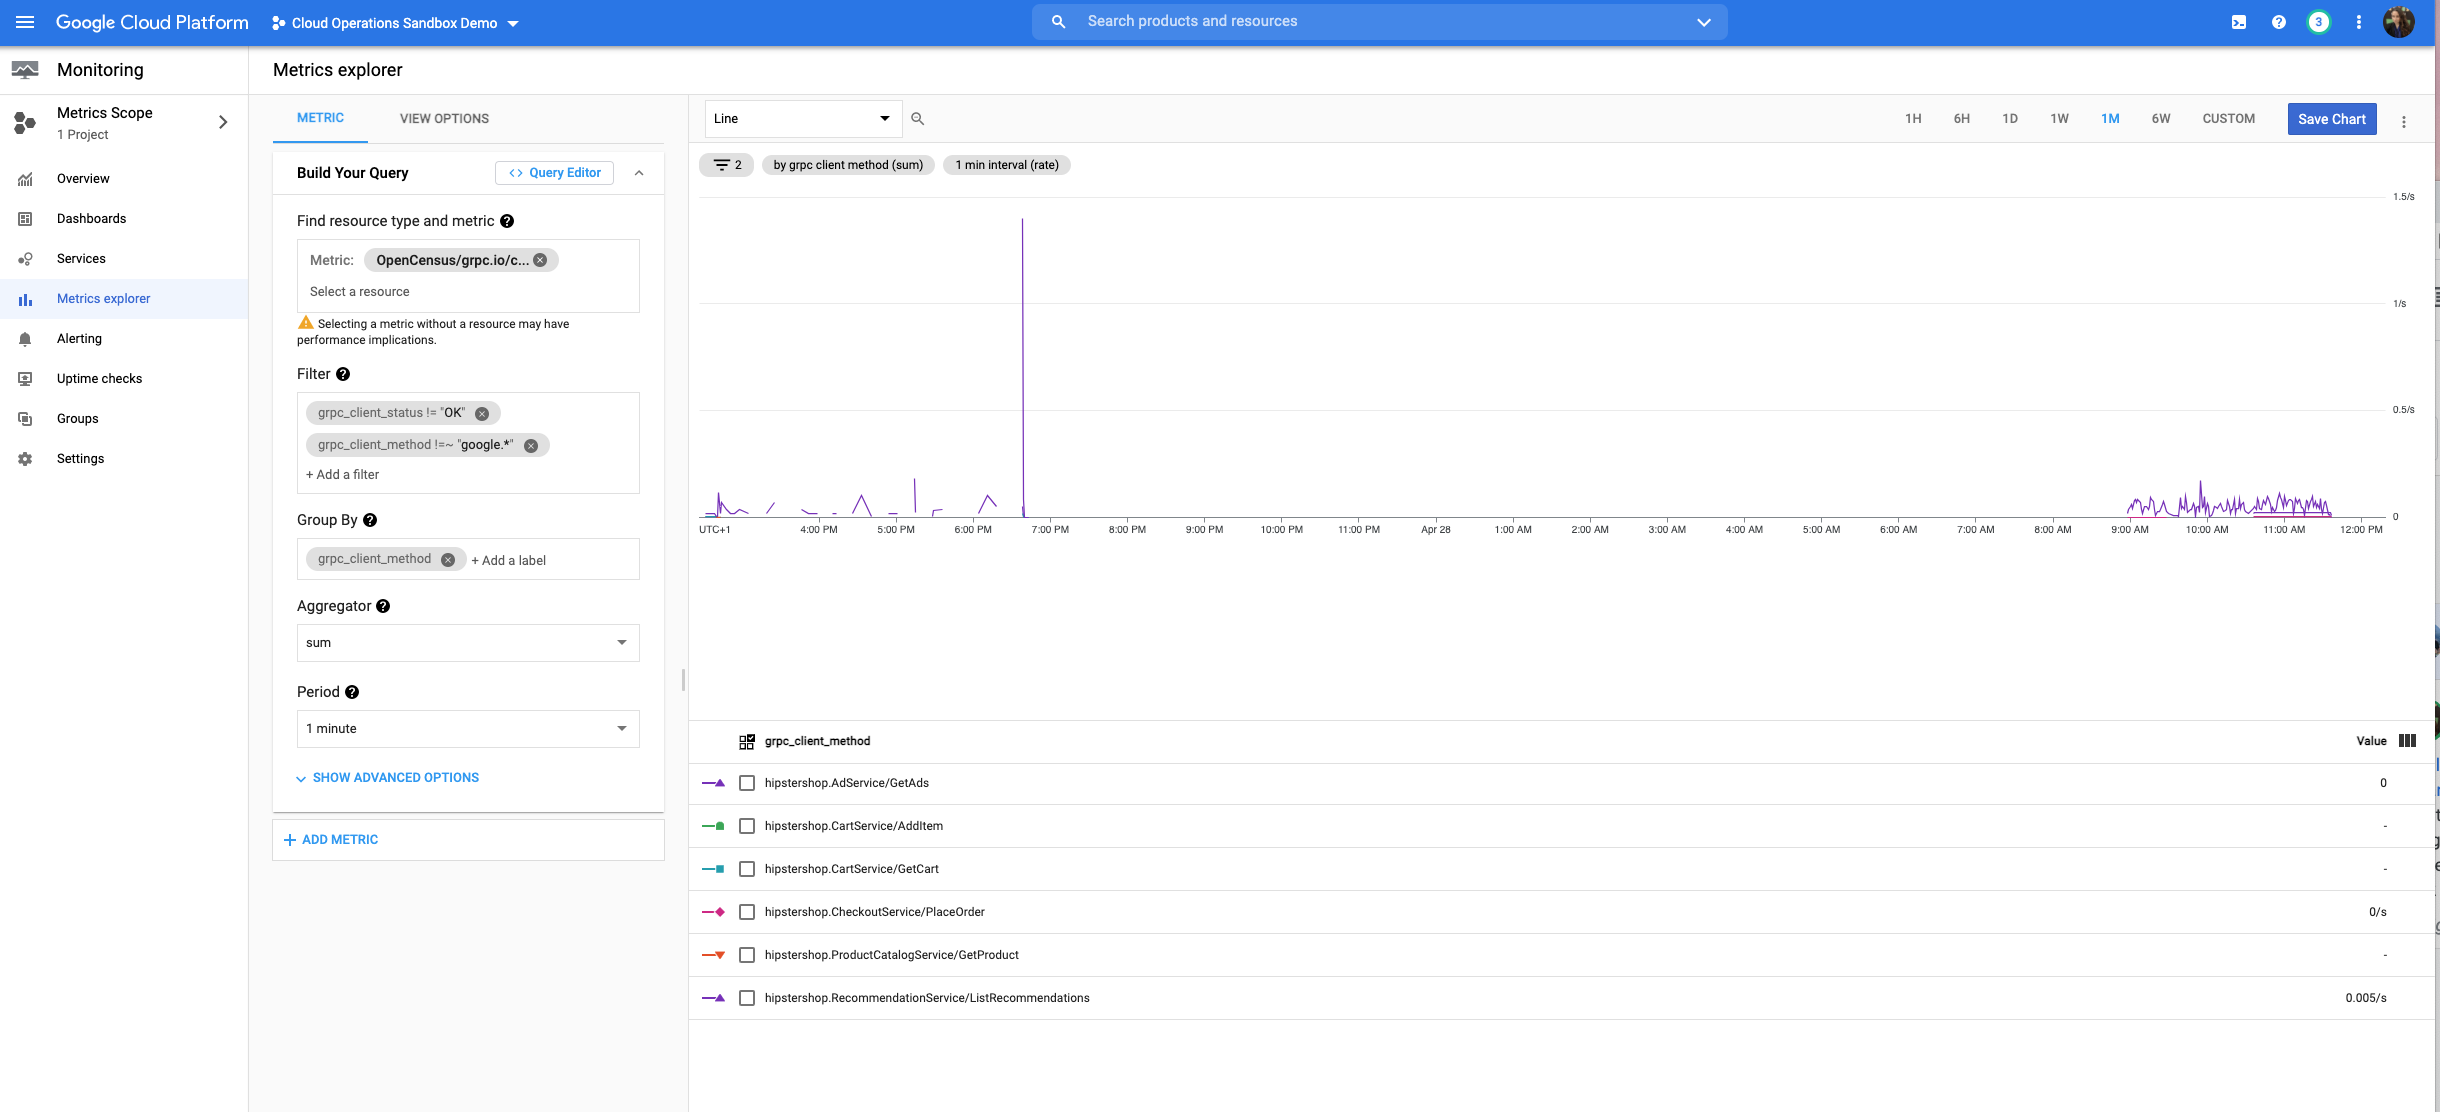 Google Cloud Platform
Cloud Operations Sandbox Demo
Search products and resources
3
Monitoring
Metrics explorer
Metrics Scope
1 Project
Overview
Dashboards
Services
Metrics explorer
Alerting
Uptime checks
Groups
Settings
METRIC
VIEW OPTIONS
Build Your Query
Query Editor
Find resource type and metric
Metric: OpenCensus/grpc.io/c...
Select a resource
Selecting a metric without a resource may have
performance implications.
Filter
grpc_client_status != "OK"
grpc_client_method !=~ "google.*"
+ Add a filter
Group By
grpc_client_method
+ Add a label
Aggregator
sum
Period
1 minute
SHOW ADVANCED OPTIONS
ADD METRIC
Line
1H 6H 1D 1W 1M 6W CUSTOM
Save Chart
2
by grpc client method (sum)
1 min interval (rate)
1.5/s
1/s
0.5/s
0
UTC+1 4:00 PM 5:00 PM 6:00 PM 7:00 PM 8:00 PM 9:00 PM 10:00 PM 11:00 PM Apr 28 1:00 AM 2:00 AM 3:00 AM 4:00 AM 5:00 AM 6:00 AM 7:00 AM 8:00 AM 9:00 AM 10:00 AM 11:00 AM 12:00 PM
grpc_client_method Value
hipstershop.AdService/GetAds 0
hipstershop.CartService/AddItem -
hipstershop.CartService/GetCart -
hipstershop.CheckoutService/PlaceOrder 0/s
hipstershop.ProductCatalogService/GetProduct -
hipstershop.RecommendationService/ListRecommendations 0.005/s